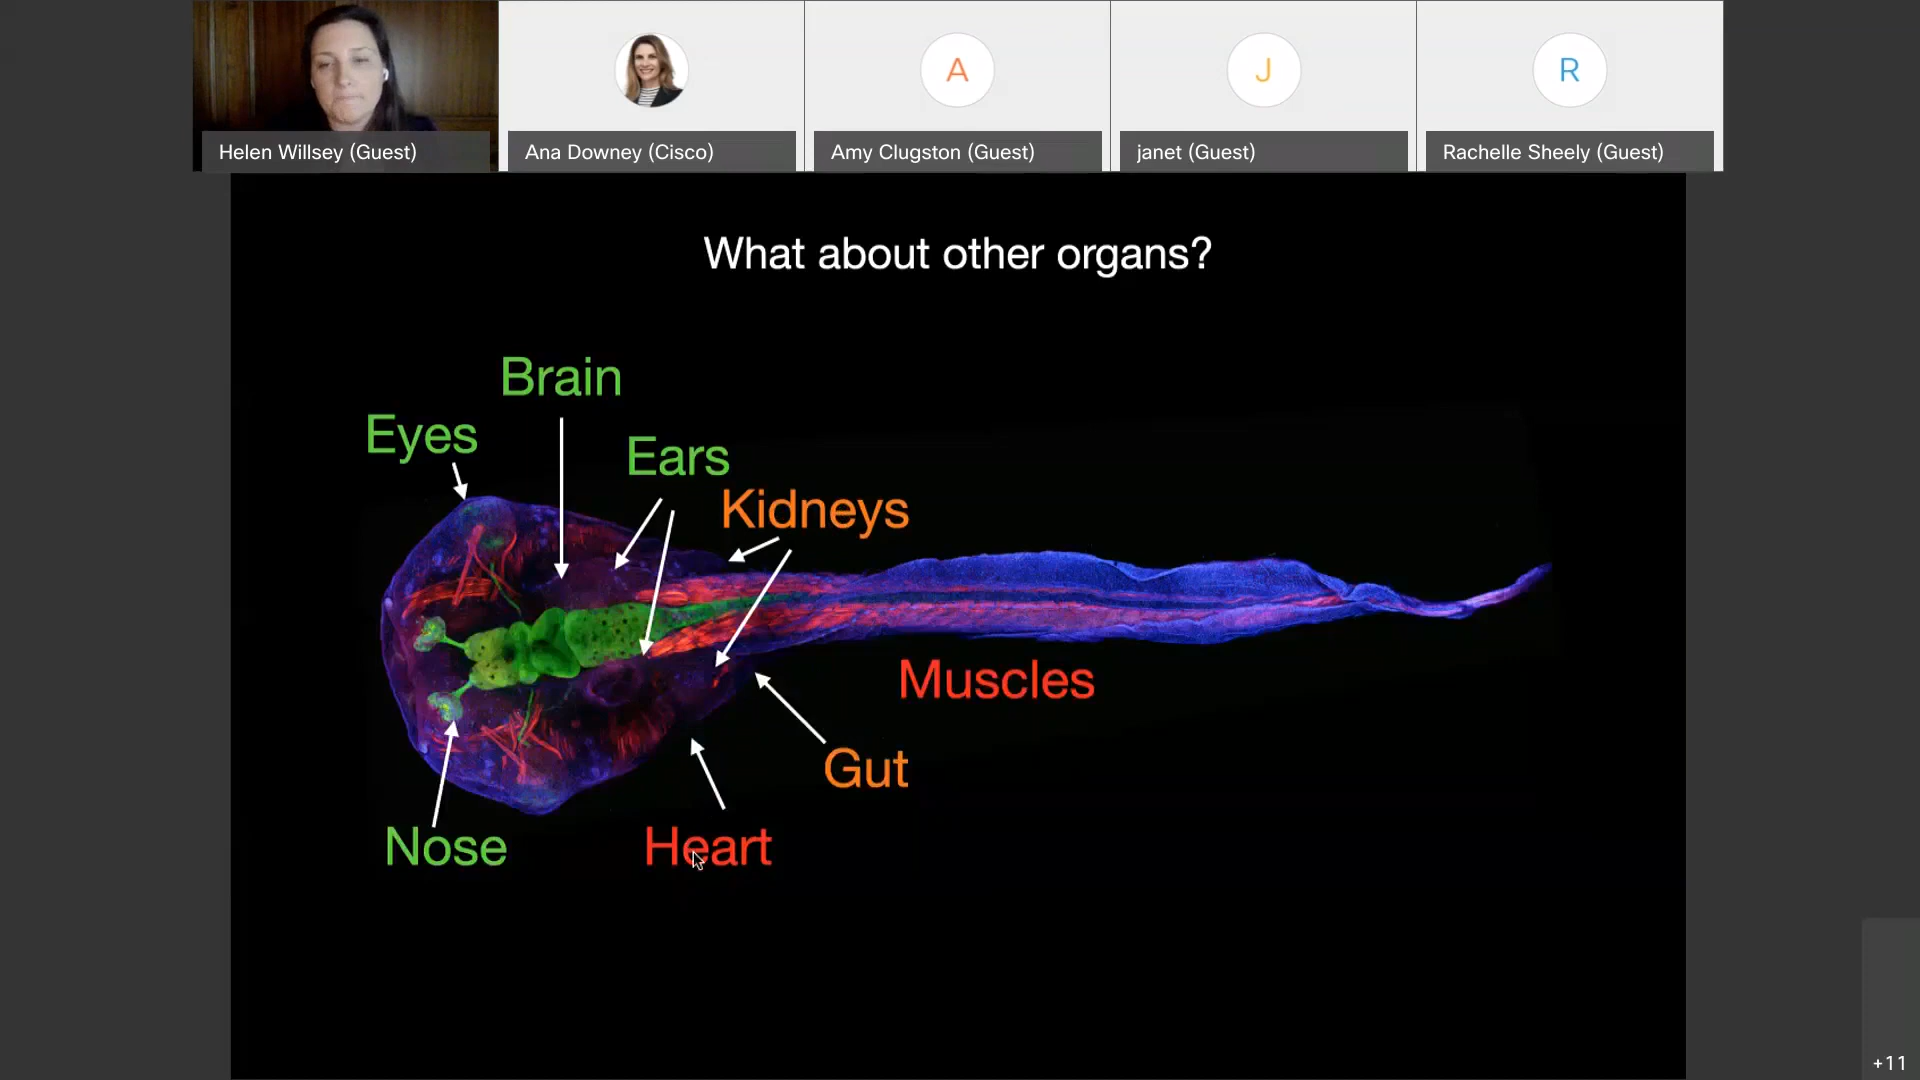 A
J
R
Helen Willsey (Guest)
Ana Downey (Cisco)
Amy Clugston (Guest)
janet (Guest)
Rachelle Sheely (Guest)
What about other organs?
Brain
Eyes
Ears
Kidneys
Muscles
Gut
Nose
Heart
+11